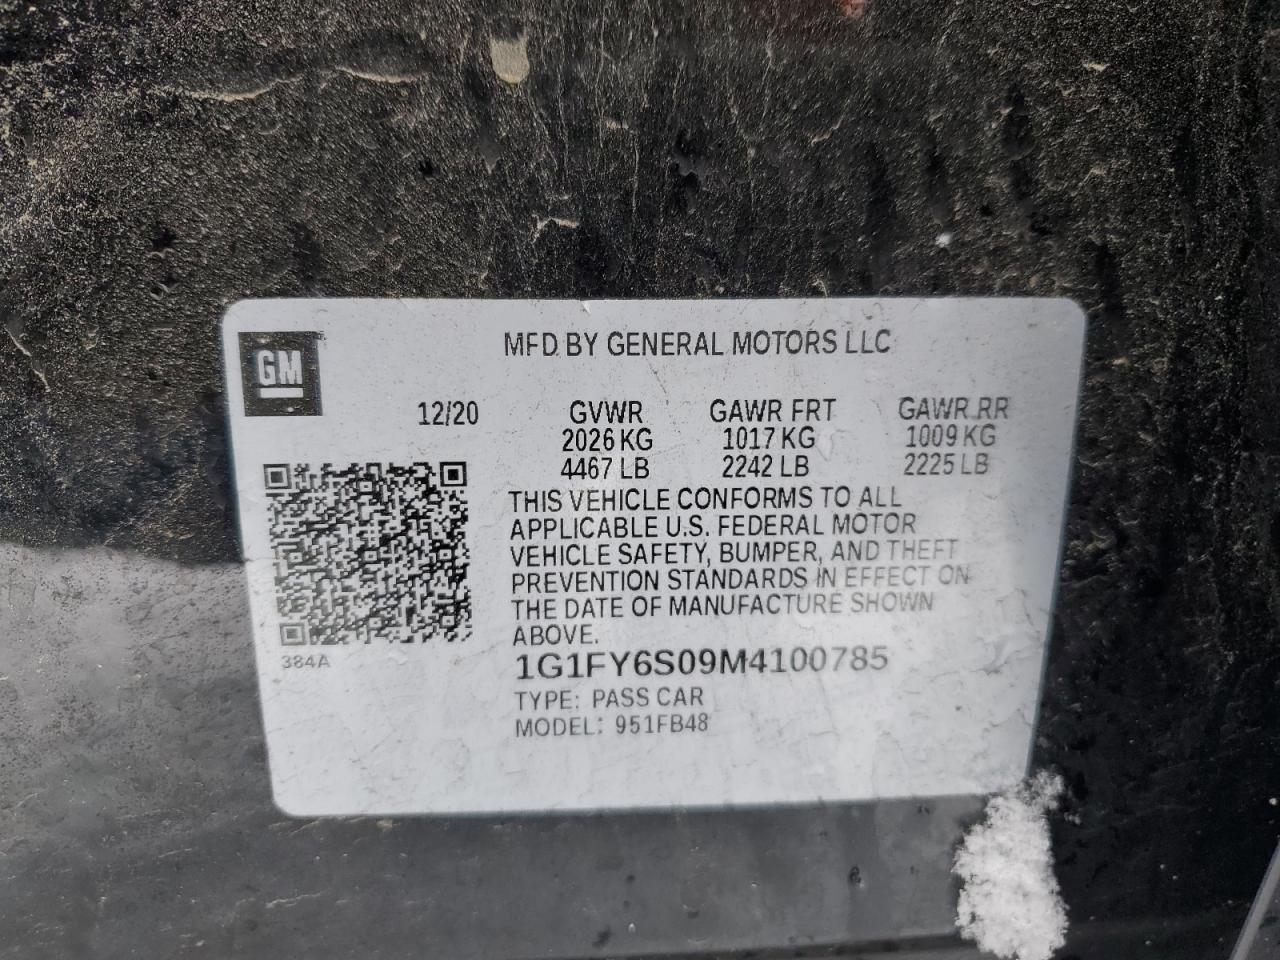 MFD BY GENERAL MOTORS LLC
GM
12/20 GVWR GAWR FRT GAWR RR
2026 KG 1017 KG 1009 KG
4467 LB 2242 LB 2225 LB
THIS VEHICLE CONFORMS TO ALL
APPLICABLE U.S. FEDERAL MOTOR
VEHICLE SAFETY, BUMPER, AND THEFT
PREVENTION STANDARDS IN EFFECT ON
THE DATE OF MANUFACTURE SHOWN
ABOVE.
384A
1G1FY6S09M4100785
TYPE: PASS CAR
MODEL: 951FB48